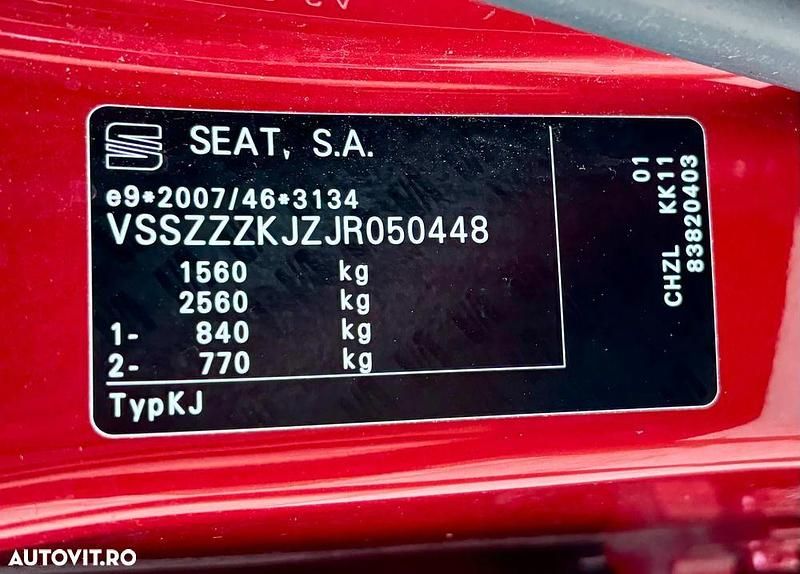 SEAT, S.A.
e9*2007/46*3134
VSSZZZKJZJR050448
1560 kg
2560 kg
1- 840 kg
2- 770 kg
TypKJ
01
CHZL KK11
83820403
AUTOVIT.RO